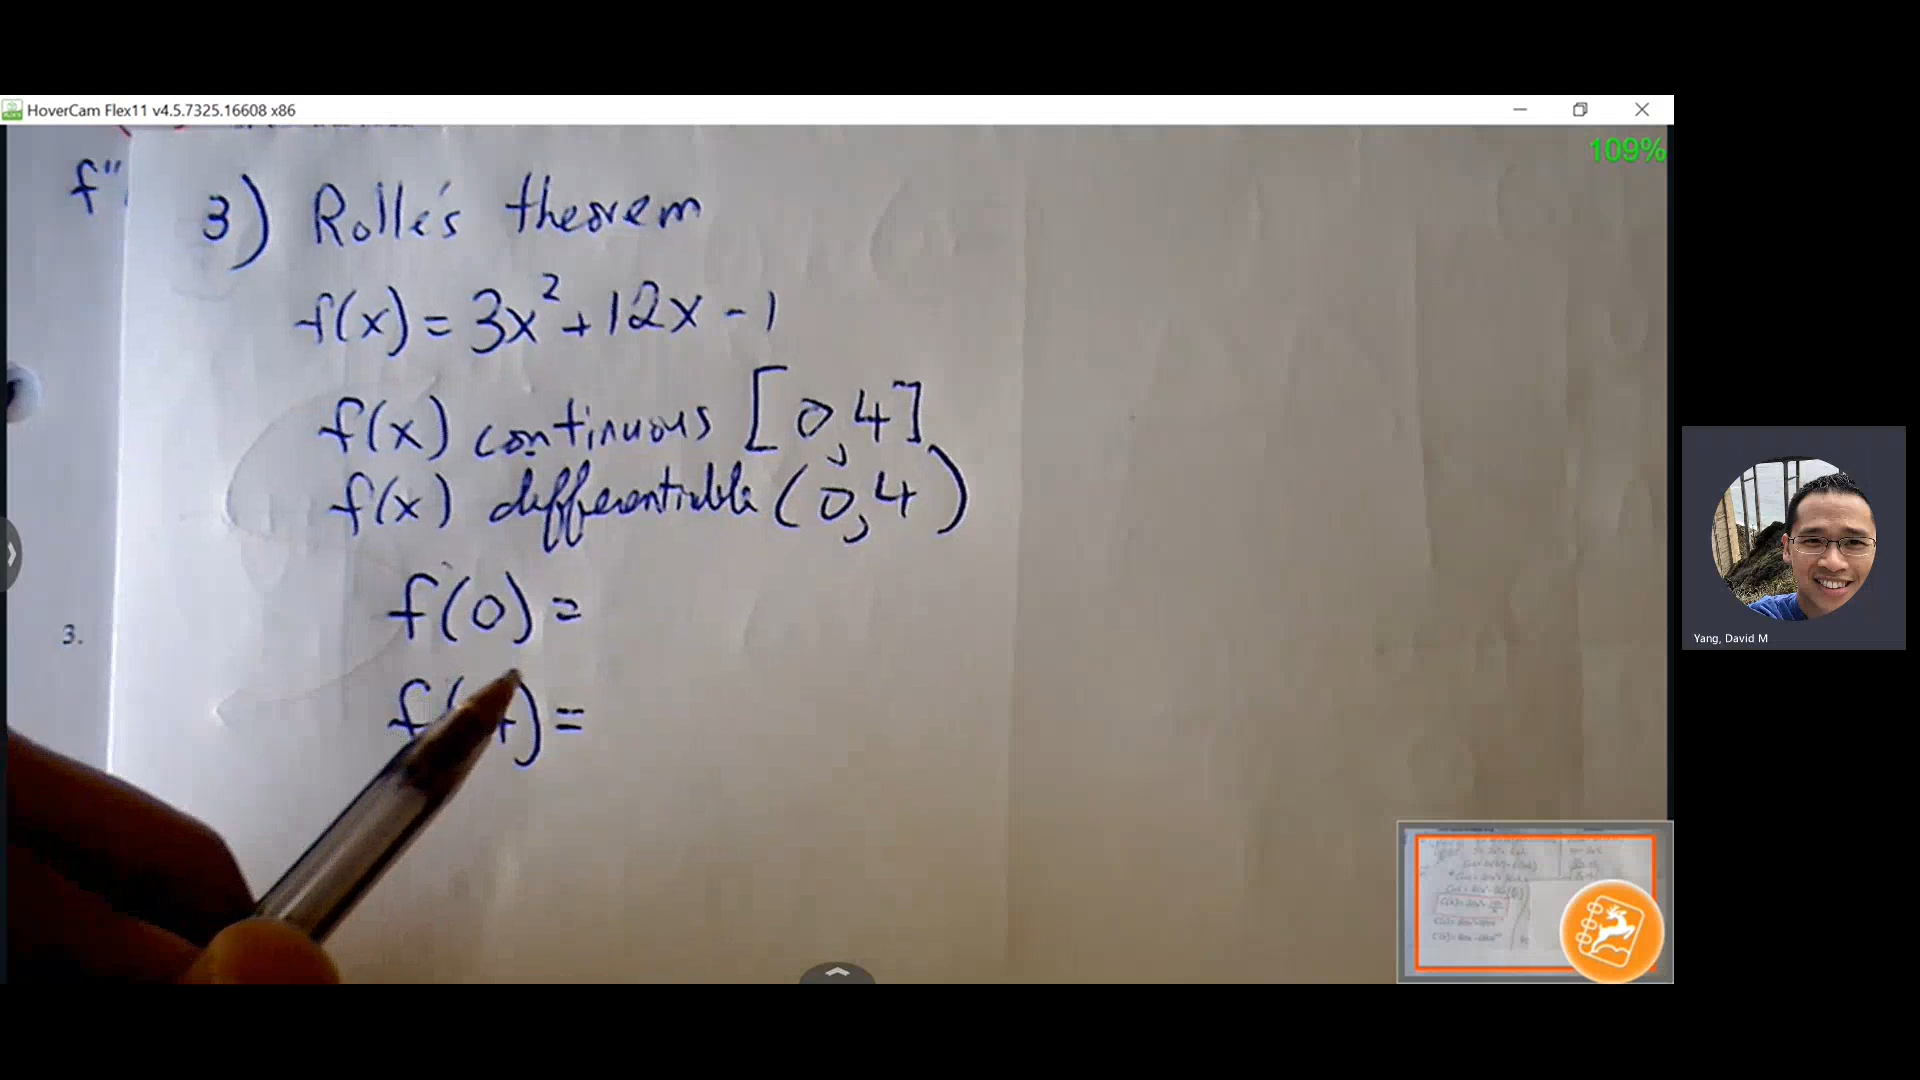 HoverCam Flex11 v4.5.7325.16608 x86
109%
f"
3) Rolle's theorem
f(x) = 3x² + 12x - 1
f(x) continuous [0,4]
f(x) differentiable (0,4)
f(0) =
3.
f( ) =
Yang, David M